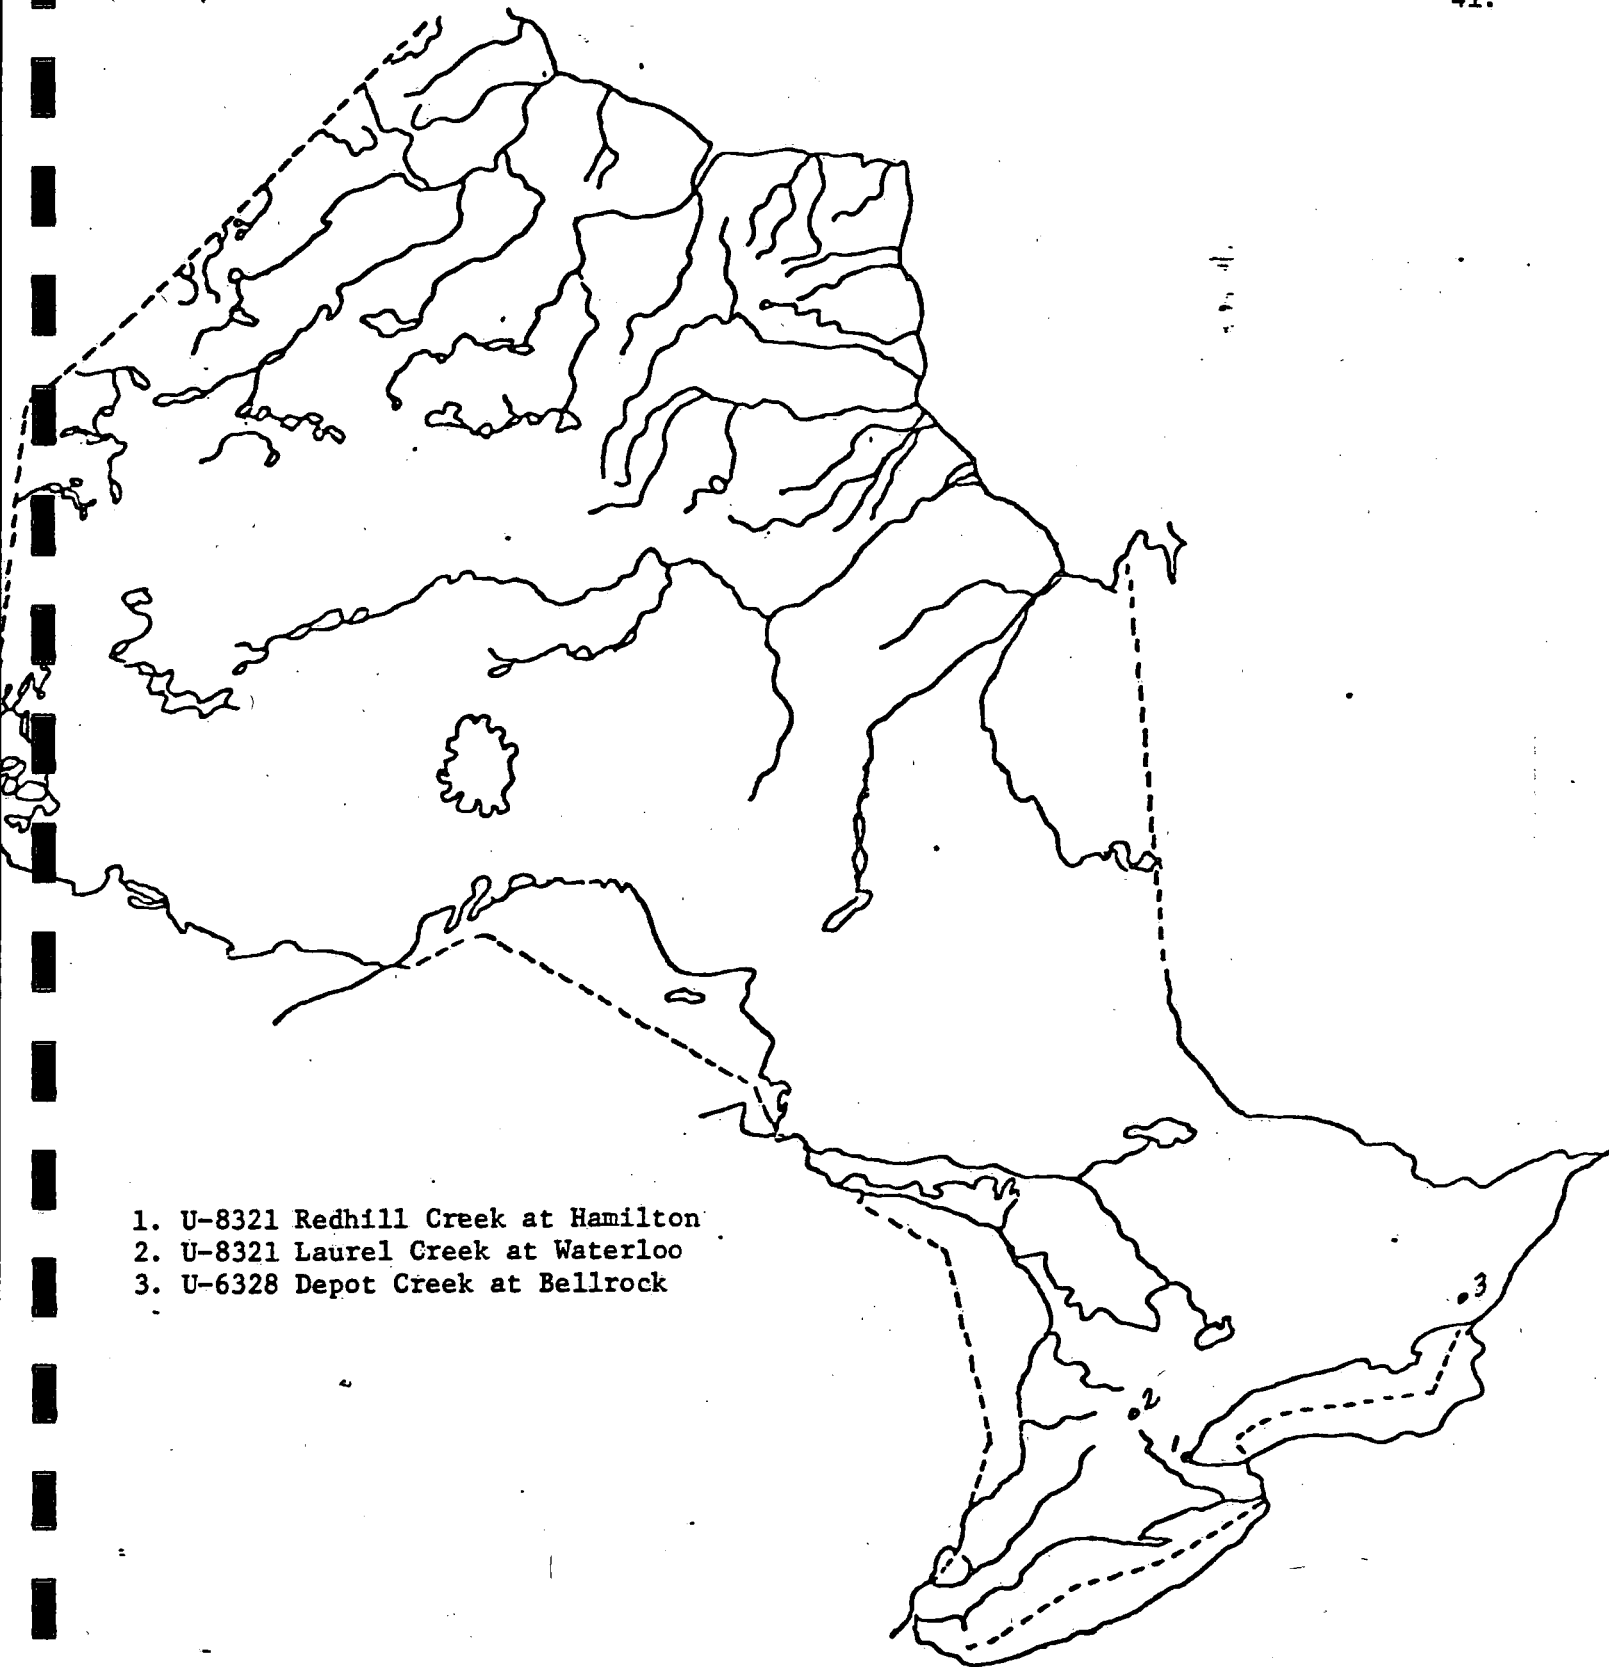 41.
1. U-8321 Redhill Creek at Hamilton
2. U-8321 Laurel Creek at Waterloo
3. U-6328 Depot Creek at Bellrock
3
2
1